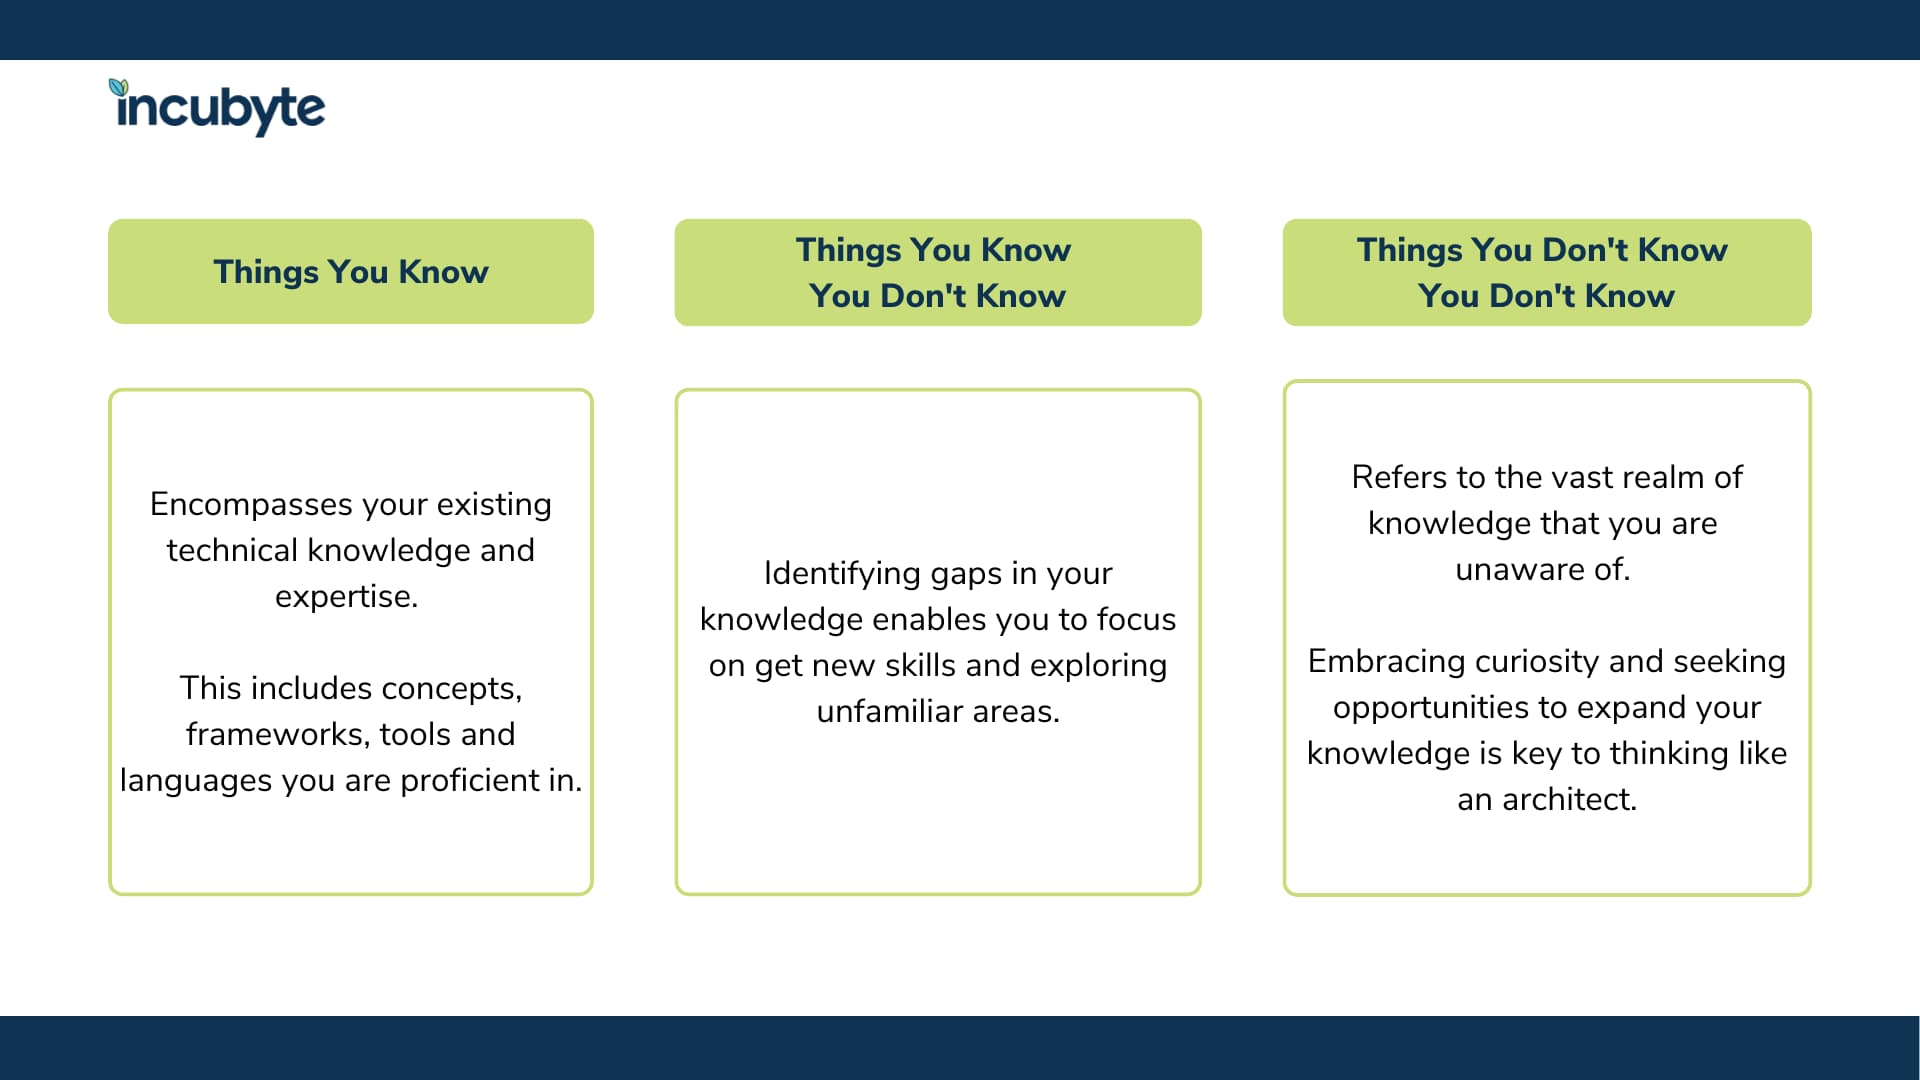 incubyte
Things You Know
Things You Know
You Don't Know
Things You Don't Know
You Don't Know
Encompasses your existing
technical knowledge and
expertise.
This includes concepts,
frameworks, tools and
languages you are proficient in.
Identifying gaps in your
knowledge enables you to focus
on get new skills and exploring
unfamiliar areas.
Refers to the vast realm of
knowledge that you are
unaware of.
Embracing curiosity and seeking
opportunities to expand your
knowledge is key to thinking like
an architect.